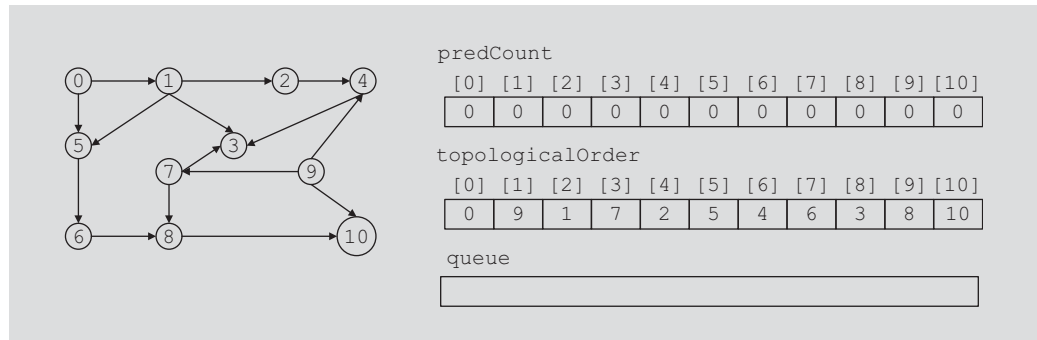 0 1 2 4
5 3
7 9
6 8 10
predCount
[0] [1] [2] [3] [4] [5] [6] [7] [8] [9] [10]
0 0 0 0 0 0 0 0 0 0 0
topologicalOrder
[0] [1] [2] [3] [4] [5] [6] [7] [8] [9] [10]
0 9 1 7 2 5 4 6 3 8 10
queue